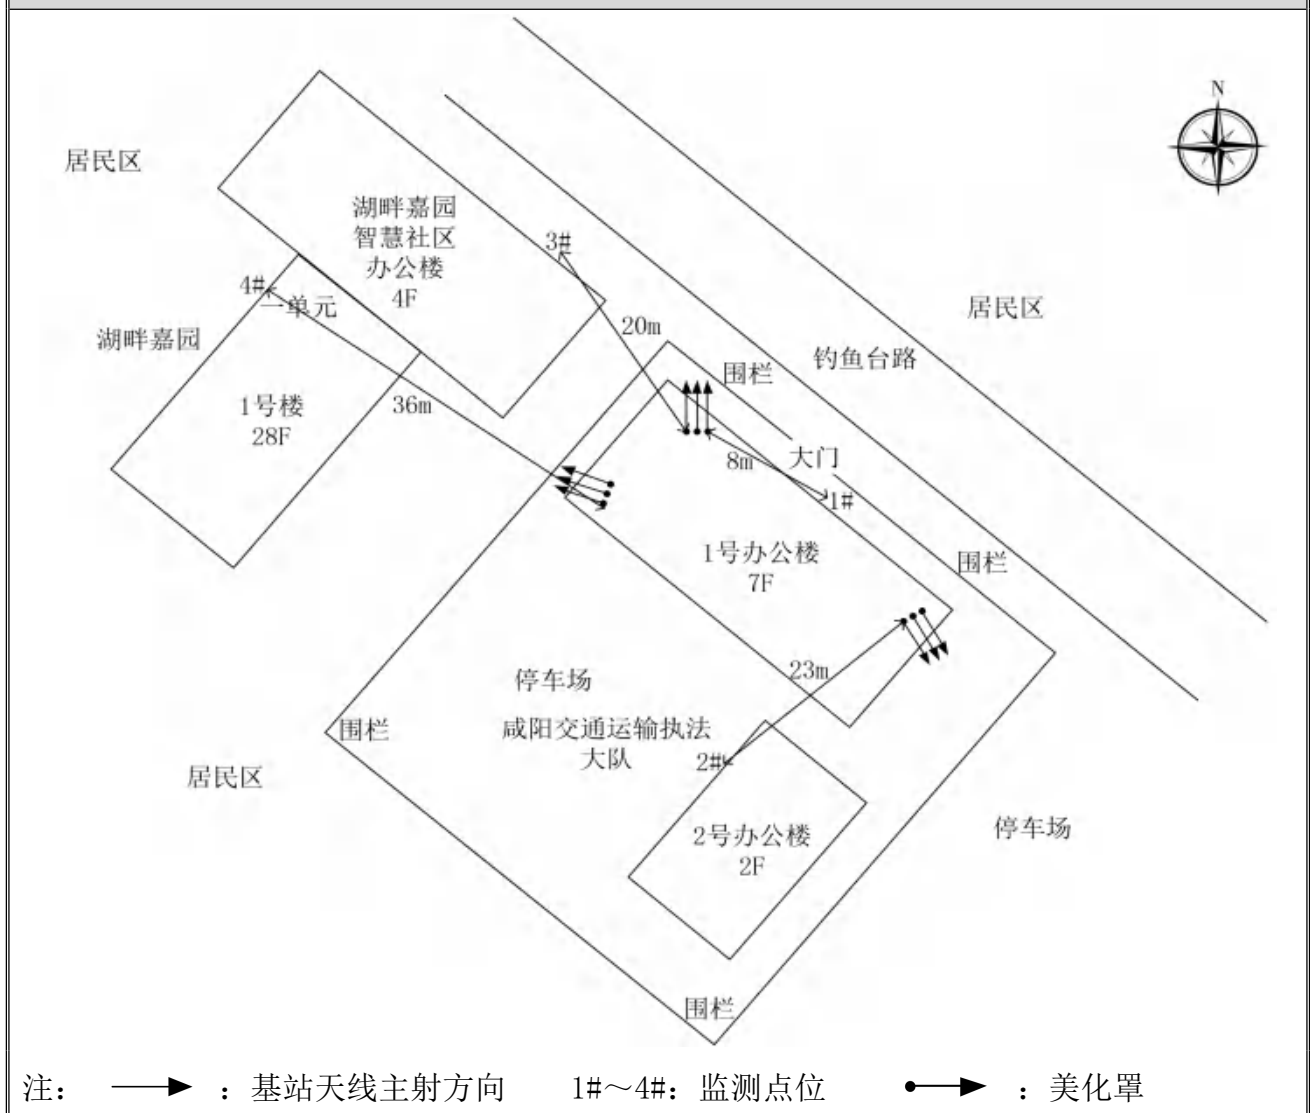 N
居民区
湖畔嘉园
智慧社区
办公楼
4F
3#
4#
一单元
居民区
20m
湖畔嘉园
钓鱼台路
围栏
1号楼
28F
36m
8m
大门
1#
1号办公楼
7F
围栏
23m
停车场
咸阳交通运输执法
大队
围栏
2#
居民区
停车场
2号办公楼
2F
围栏
注： ：基站天线主射方向 1#～4#：监测点位 ：美化罩